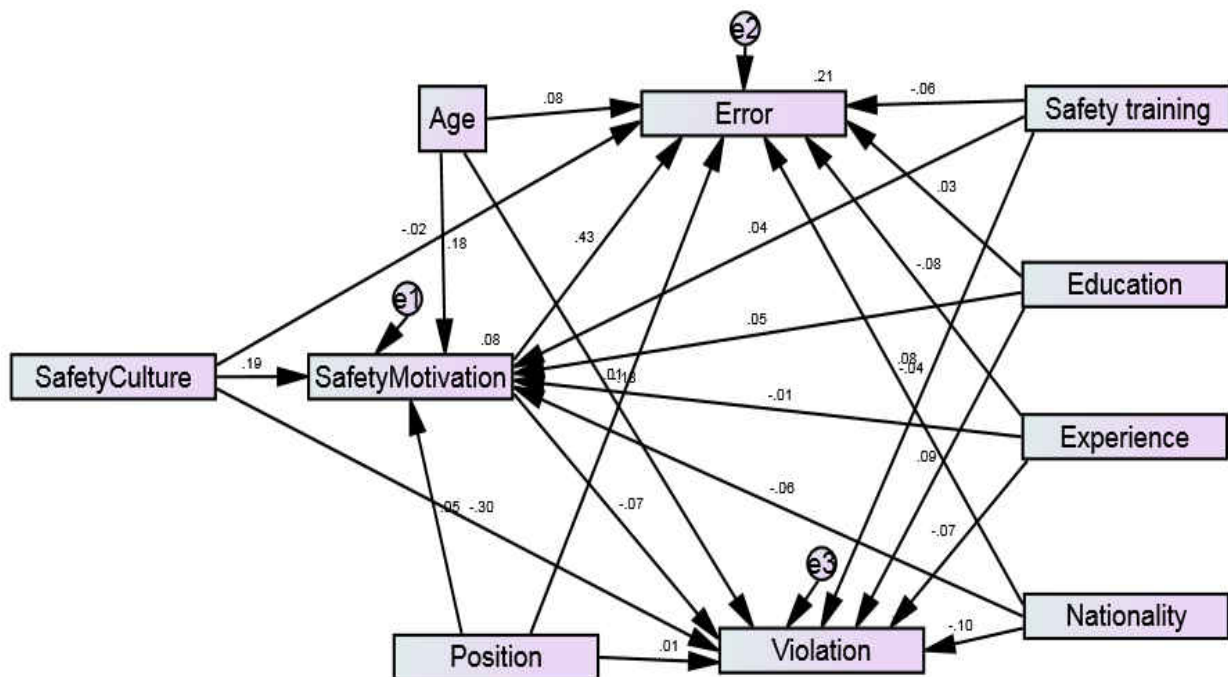 e2
.21
Age
.08
Error
-.06
Safety training
.03
-.02
.18
.43
.04
-.08
Education
e1
.05
.08
.08
-.04
SafetyCulture
.19
SafetyMotivation
-.01
Experience
.09
.05
-.30
-.07
-.06
-.07
e3
Nationality
-.10
Position
.01
Violation